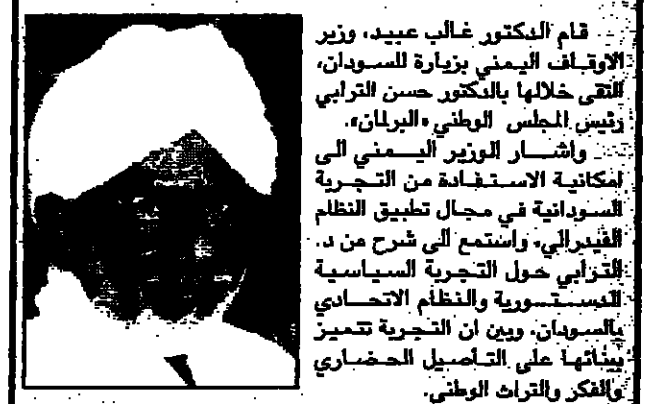 قام الدكتور غالب عبيد، وزير
الاوقاف اليمني بزيارة للسودان،
التقى خلالها بالدكتور حسن الترابي
رئيس المجلس الوطني «البرلمان».
واشار الوزير اليمني الى
امكانية الاستفادة من التجربة
السودانية في مجال تطبيق النظام
الفيدرالي، واستمع الى شرح من د.
الترابي حول التجربة السياسية
الدستورية والنظام الاتحادي
بالسودان، وبين ان التجربة تتميز
ببنائها على التأصيل الحضاري
والفكر والتراث الوطني.